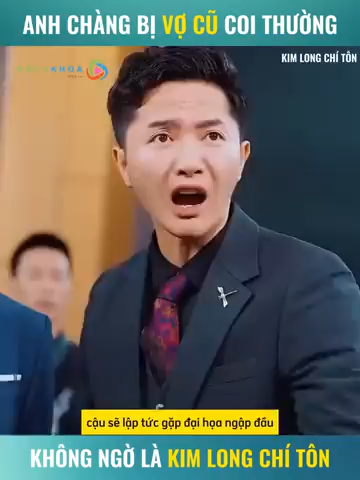 ANH CHÀNG BỊ VỢ CŨ COI THƯỜNG
KIM LONG CHÍ TÔN
cậu sẽ lập tức gặp đại họa ngập đầu
KHÔNG NGỜ LÀ KIM LONG CHÍ TÔN